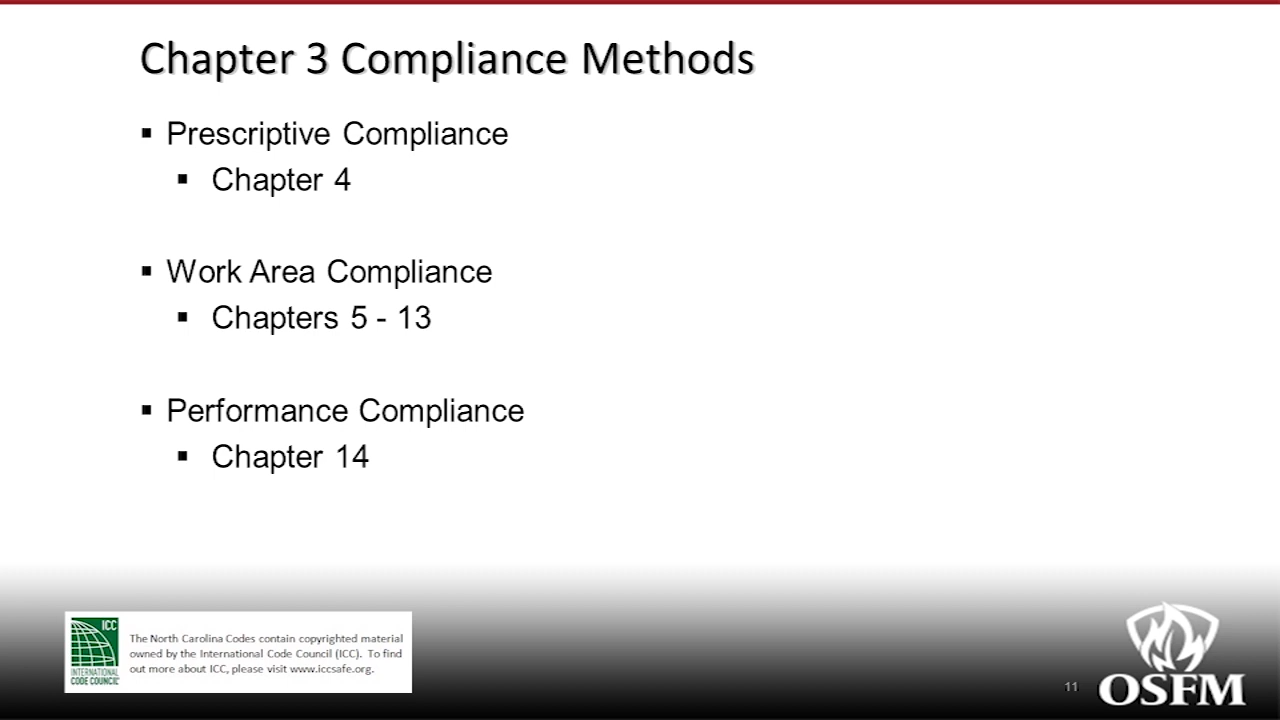 Chapter 3 Compliance Methods
▪ Prescriptive Compliance
▪ Chapter 4
▪ Work Area Compliance
▪ Chapters 5 - 13
▪ Performance Compliance
▪ Chapter 14
ICC
INTERNATIONAL
CODE COUNCIL®
The North Carolina Codes contain copyrighted material
owned by the International Code Council (ICC). To find
out more about ICC, please visit www.iccsafe.org.
11
OSFM